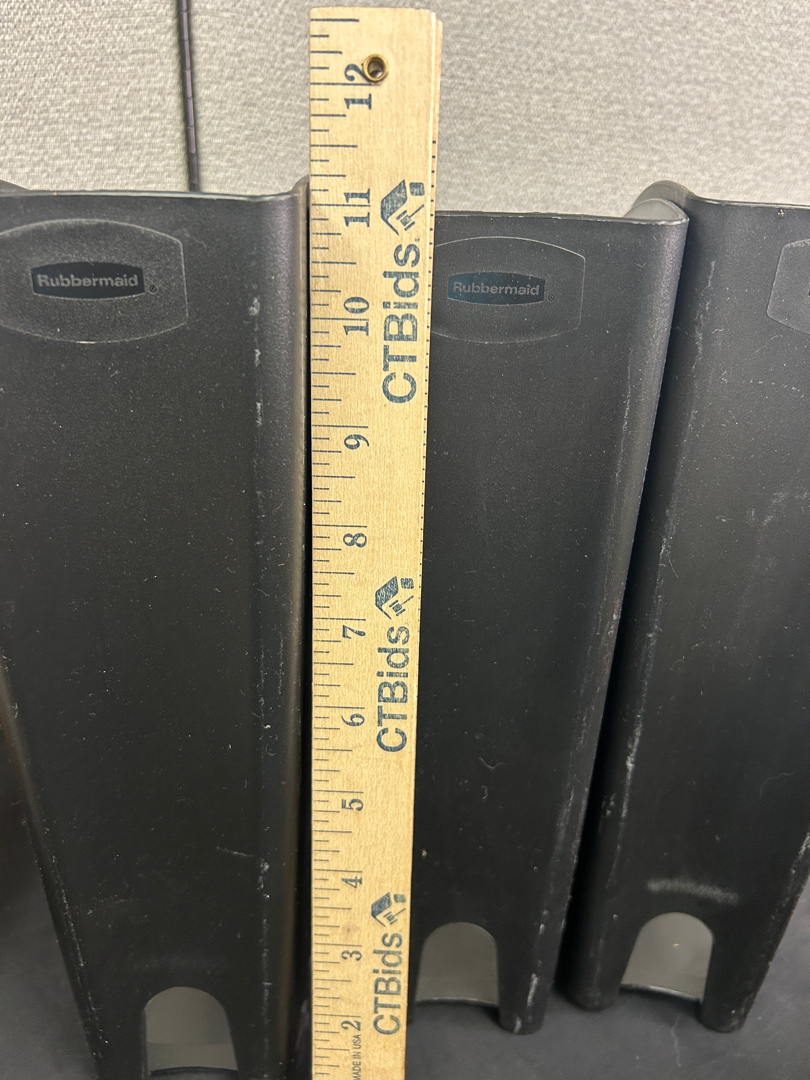 12
11
10
9
8
7
6
5
4
3
2
CTBids.
CTBids
CTBids
MADE IN USA
Rubbermaid®
Rubbermaid®